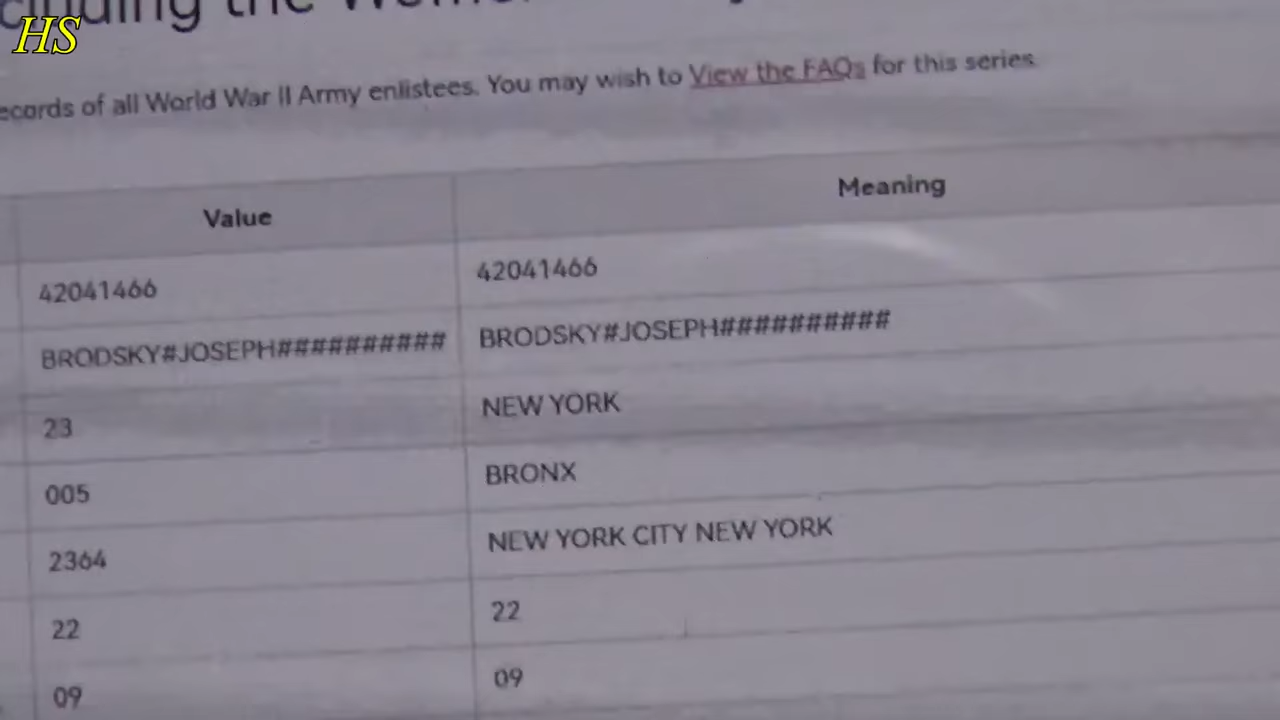 HS
cluding the
ecords of all World War II Army enlistees. You may wish to View the FAQs for this series
Value Meaning
42041466 42041466
BRODSKY#JOSEPH########## BRODSKY#JOSEPH##########
23 NEW YORK
005 BRONX
2364 NEW YORK CITY NEW YORK
22 22
09 09